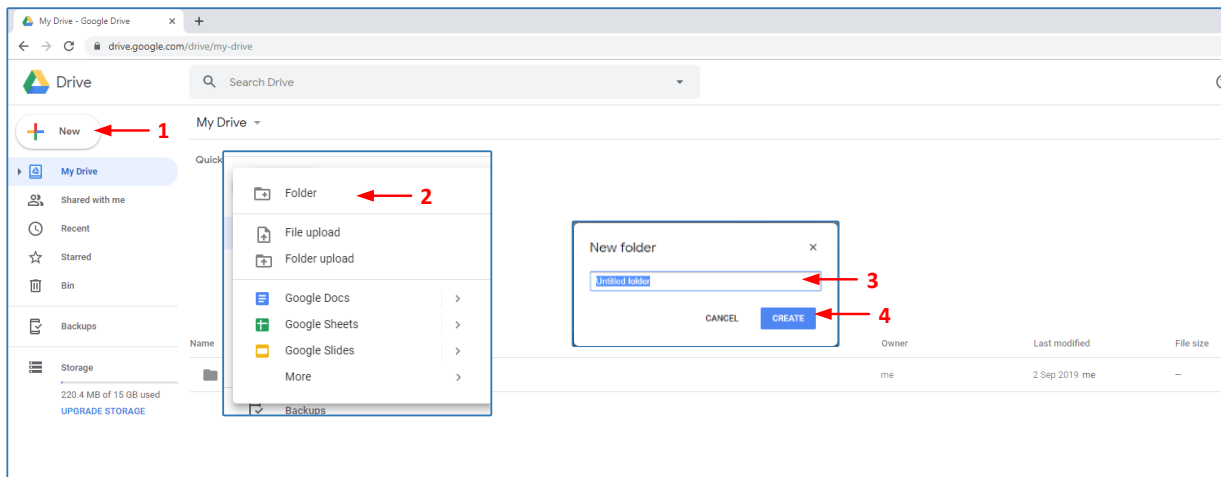 My Drive - Google Drive
drive.google.com/drive/my-drive
Drive
Search Drive
New
1
My Drive
Quick
My Drive
Shared with me
Recent
Starred
Bin
Backups
Storage
220.4 MB of 15 GB used
UPGRADE STORAGE
Folder
2
File upload
Folder upload
Google Docs
Google Sheets
Google Slides
More
Backups
New folder
Untitled folder
3
CANCEL CREATE
4
Name Owner Last modified File size
me 2 Sep 2019 me –